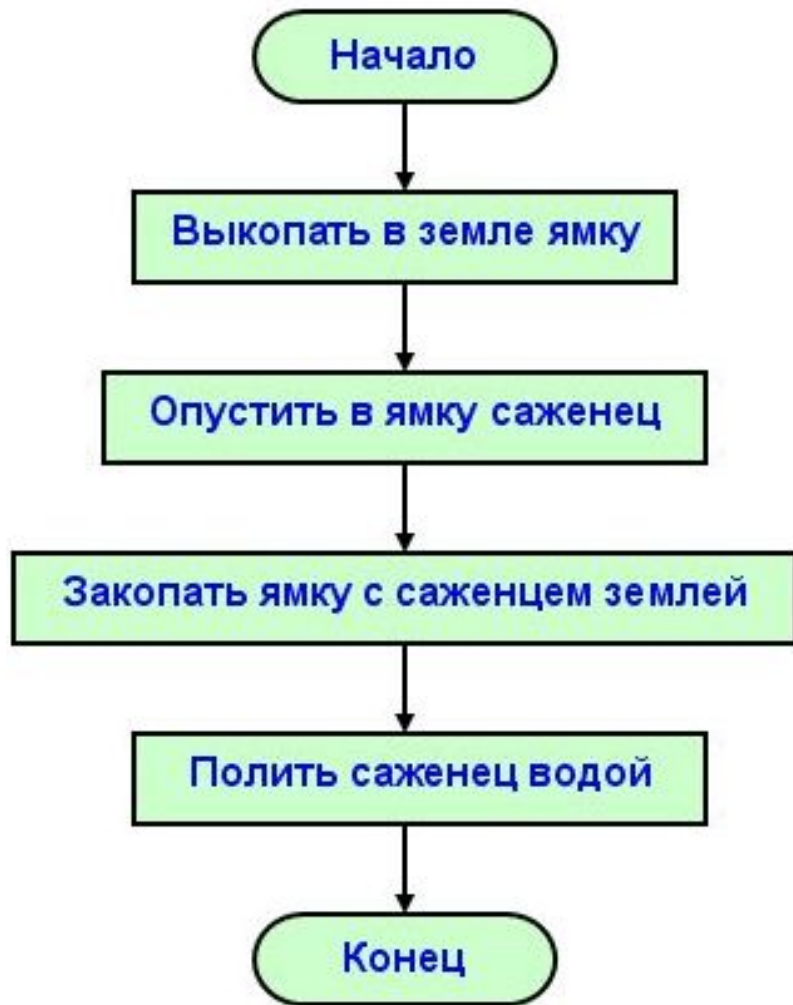 Начало
Выкопать в земле ямку
Опустить в ямку саженец
Закопать ямку с саженцем землей
Полить саженец водой
Конец